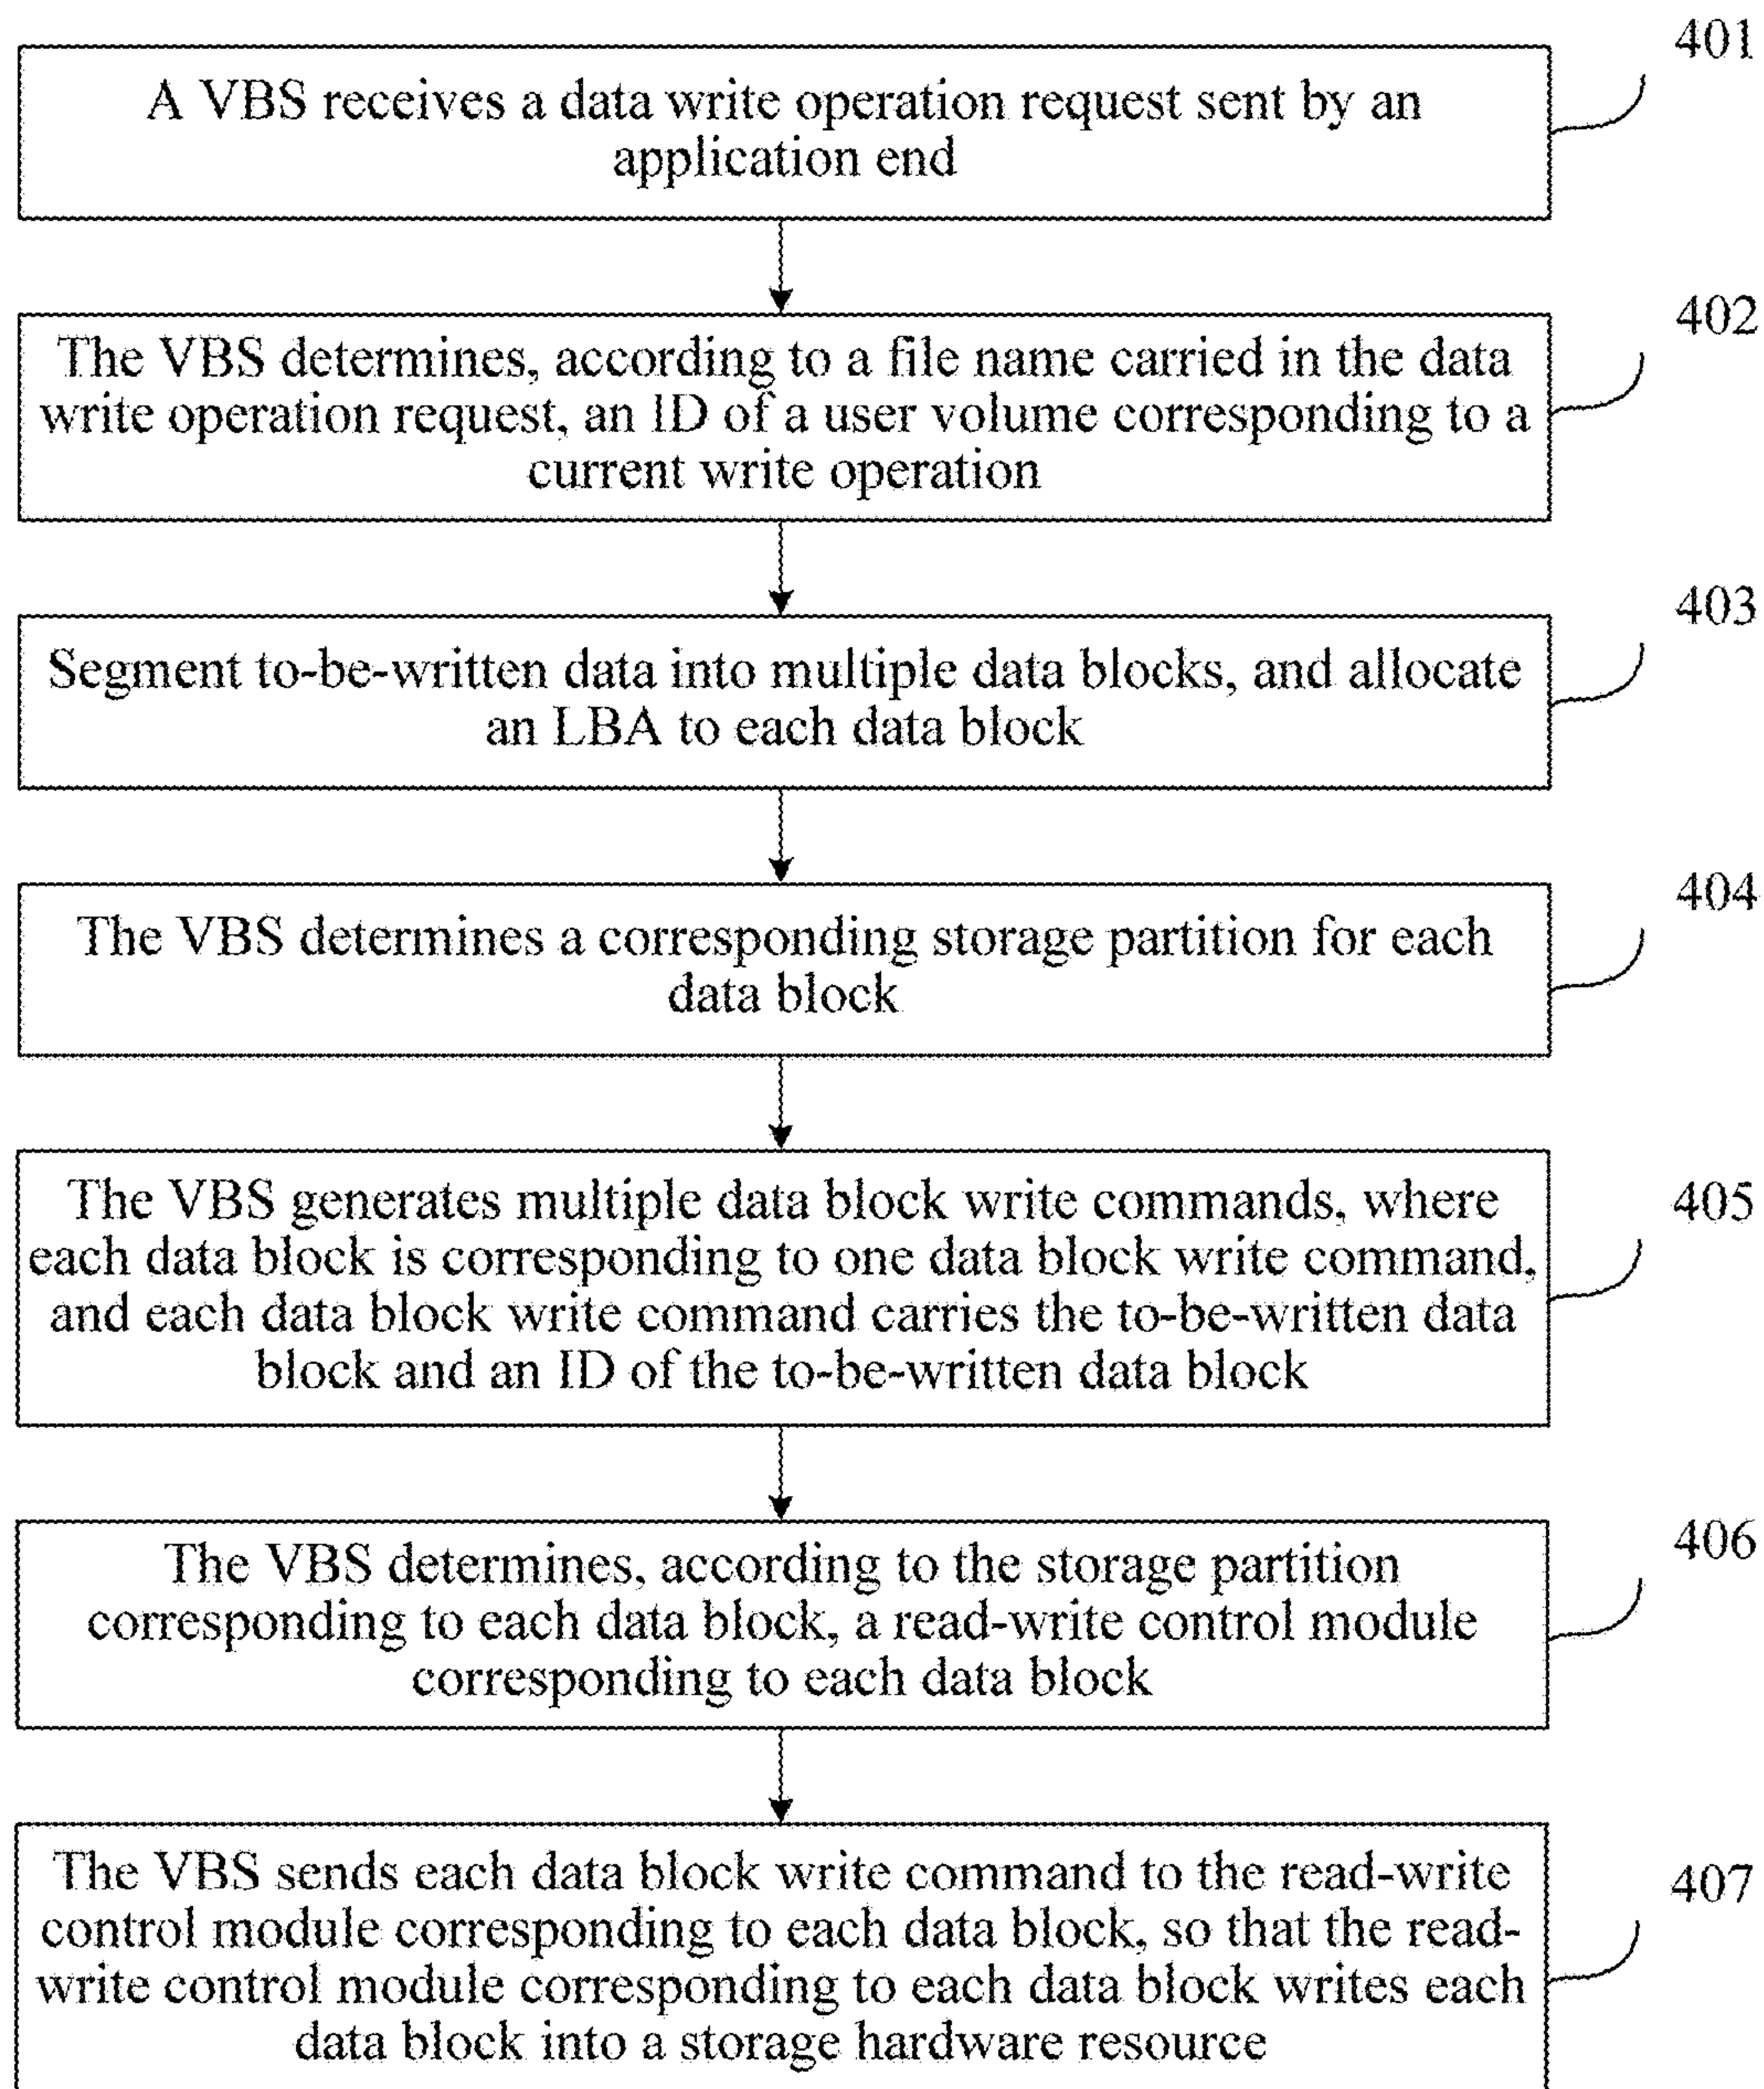 401
A VBS receives a data write operation request sent by an
application end
402
The VBS determines, according to a file name carried in the data
write operation request, an ID of a user volume corresponding to a
current write operation
403
Segment to-be-written data into multiple data blocks, and allocate
an LBA to each data block
404
The VBS determines a corresponding storage partition for each
data block
405
The VBS generates multiple data block write commands, where
each data block is corresponding to one data block write command,
and each data block write command carries the to-be-written data
block and an ID of the to-be-written data block
406
The VBS determines, according to the storage partition
corresponding to each data block, a read-write control module
corresponding to each data block
407
The VBS sends each data block write command to the read-write
control module corresponding to each data block, so that the read-
write control module corresponding to each data block writes each
data block into a storage hardware resource